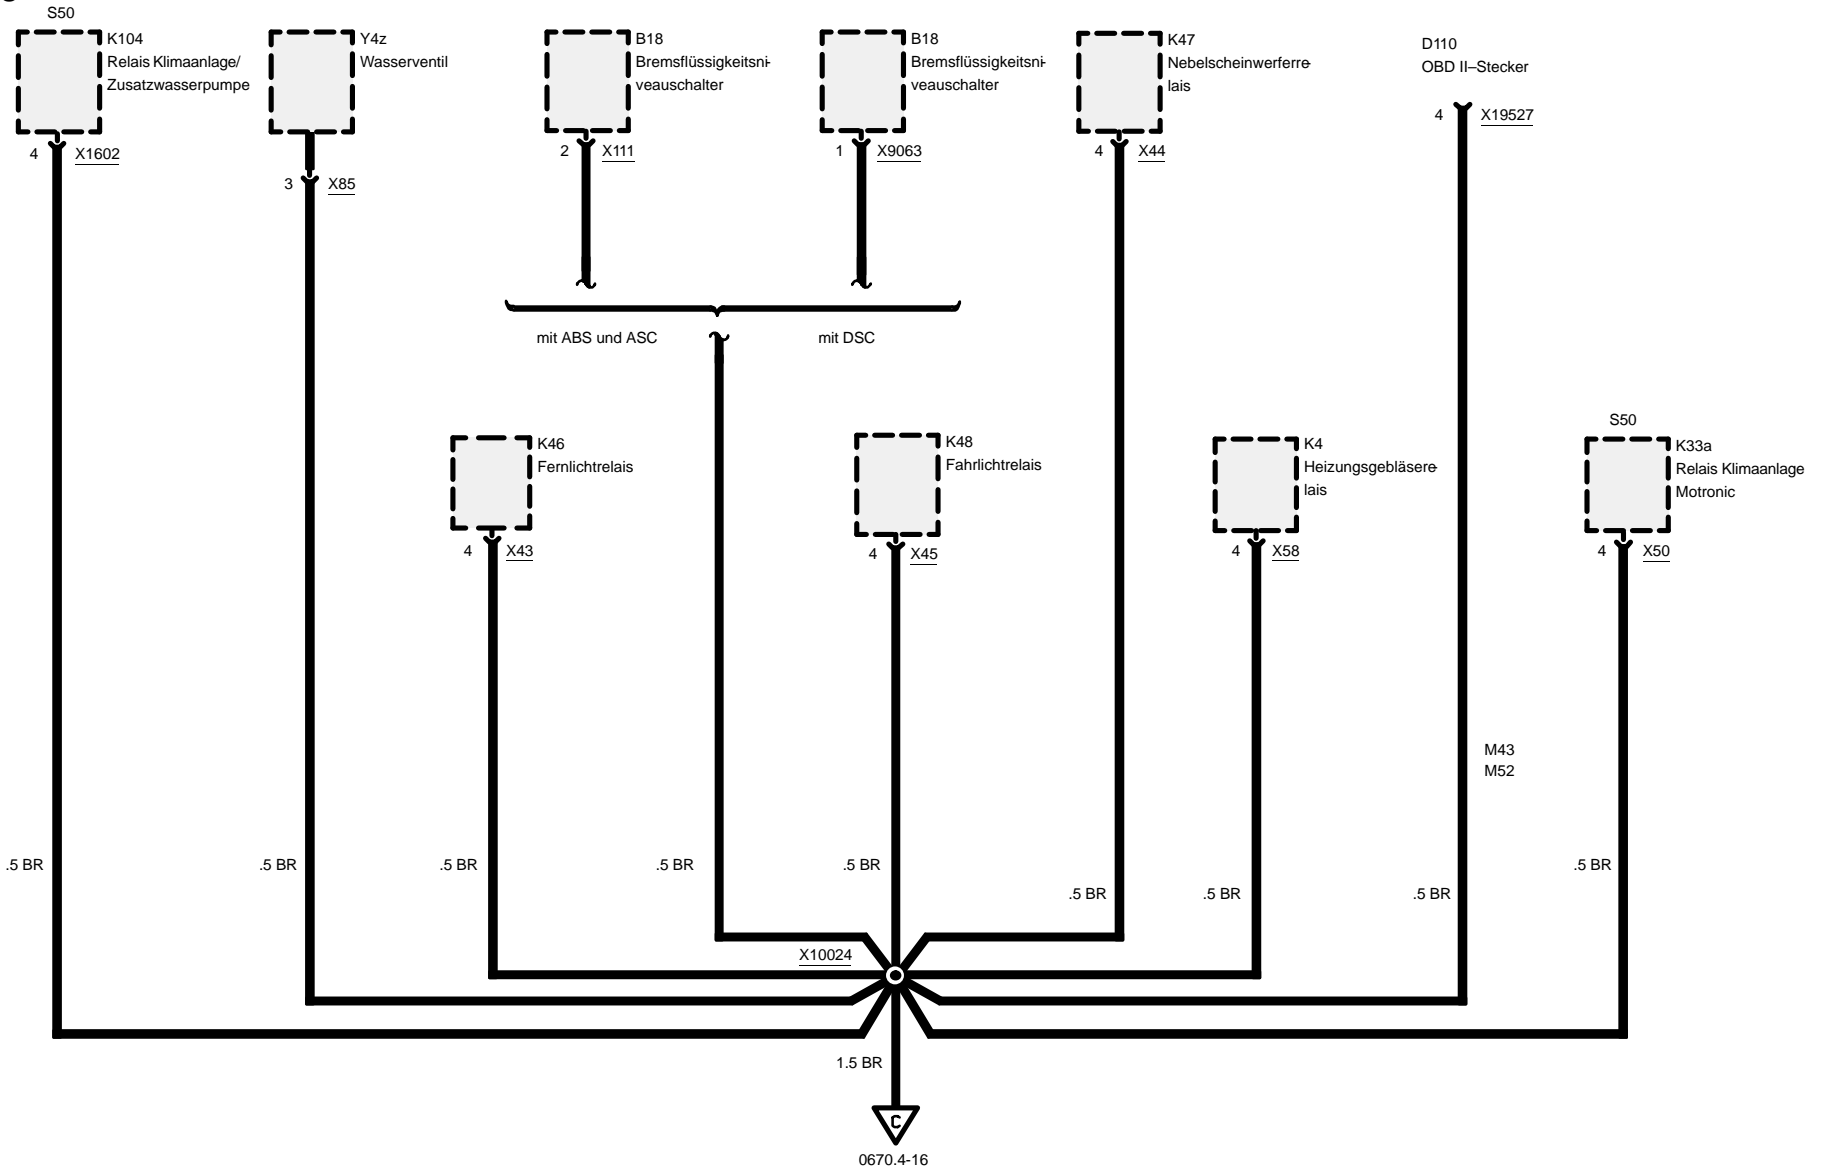 S50
K104
Relais Klimaanlage/
Zusatzwasserpumpe
4 X1602
Y4z
Wasserventil
3 X85
B18
Bremsflüssigkeitsni-
veauschalter
2 X111
B18
Bremsflüssigkeitsni-
veauschalter
1 X9063
K47
Nebelscheinwerferre-
lais
4 X44
D110
OBD II–Stecker
4 X19527
mit ABS und ASC
mit DSC
K46
Fernlichtrelais
4 X43
K48
Fahrlichtrelais
4 X45
K4
Heizungsgebläsere-
lais
4 X58
S50
K33a
Relais Klimaanlage
Motronic
4 X50
M43
M52
.5 BR
.5 BR
.5 BR
.5 BR
.5 BR
.5 BR
.5 BR
.5 BR
.5 BR
X10024
1.5 BR
C
0670.4-16